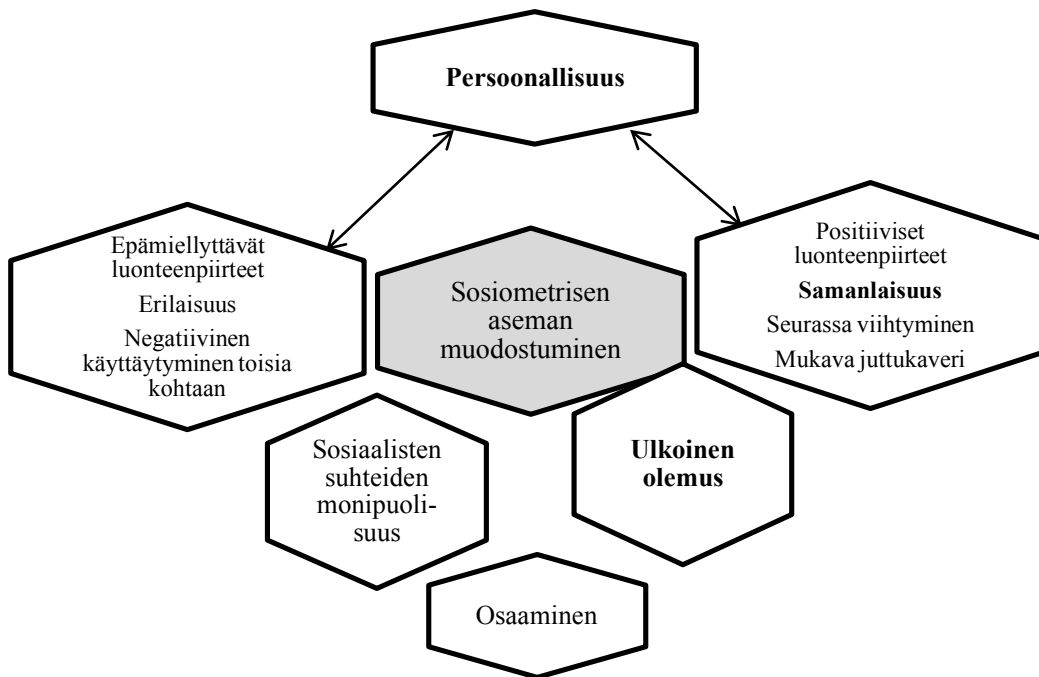 Persoonallisuus
Epämiellyttävät
luonteenpiirteet
Erilaisuus
Negatiivinen
käyttäytyminen toisia
kohtaan
Sosiometrisen
aseman
muodostuminen
Positiiviset
luonteenpiirteet
Samanlaisuus
Seurassa viihtyminen
Mukava juttukaveri
Sosiaalisten
suhteiden
monipuoli-
suus
Ulkoinen
olemus
Osaaminen